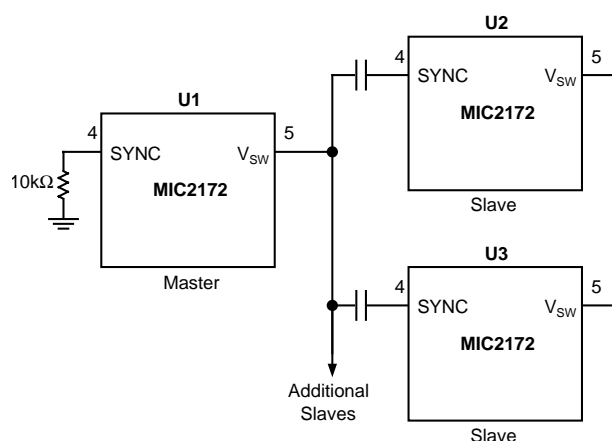 U1
4
SYNC
V_SW
5
MIC2172
10kΩ
Master
U2
4
SYNC
V_SW
5
MIC2172
Slave
U3
4
SYNC
V_SW
5
MIC2172
Slave
Additional
Slaves